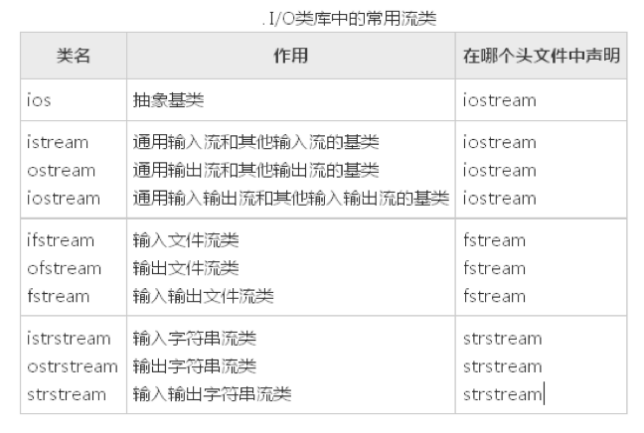 .I/O类库中的常用流类
类名 作用 在哪个头文件中声明
ios 抽象基类 iostream
istream 通用输入流和其他输入流的基类 iostream
ostream 通用输出流和其他输出流的基类 iostream
iostream 通用输入输出流和其他输入输出流的基类 iostream
ifstream 输入文件流类 fstream
ofstream 输出文件流类 fstream
fstream 输入输出文件流类 fstream
istrstream 输入字符串流类 strstream
ostrstream 输出字符串流类 strstream
strstream 输入输出字符串流类 strstream